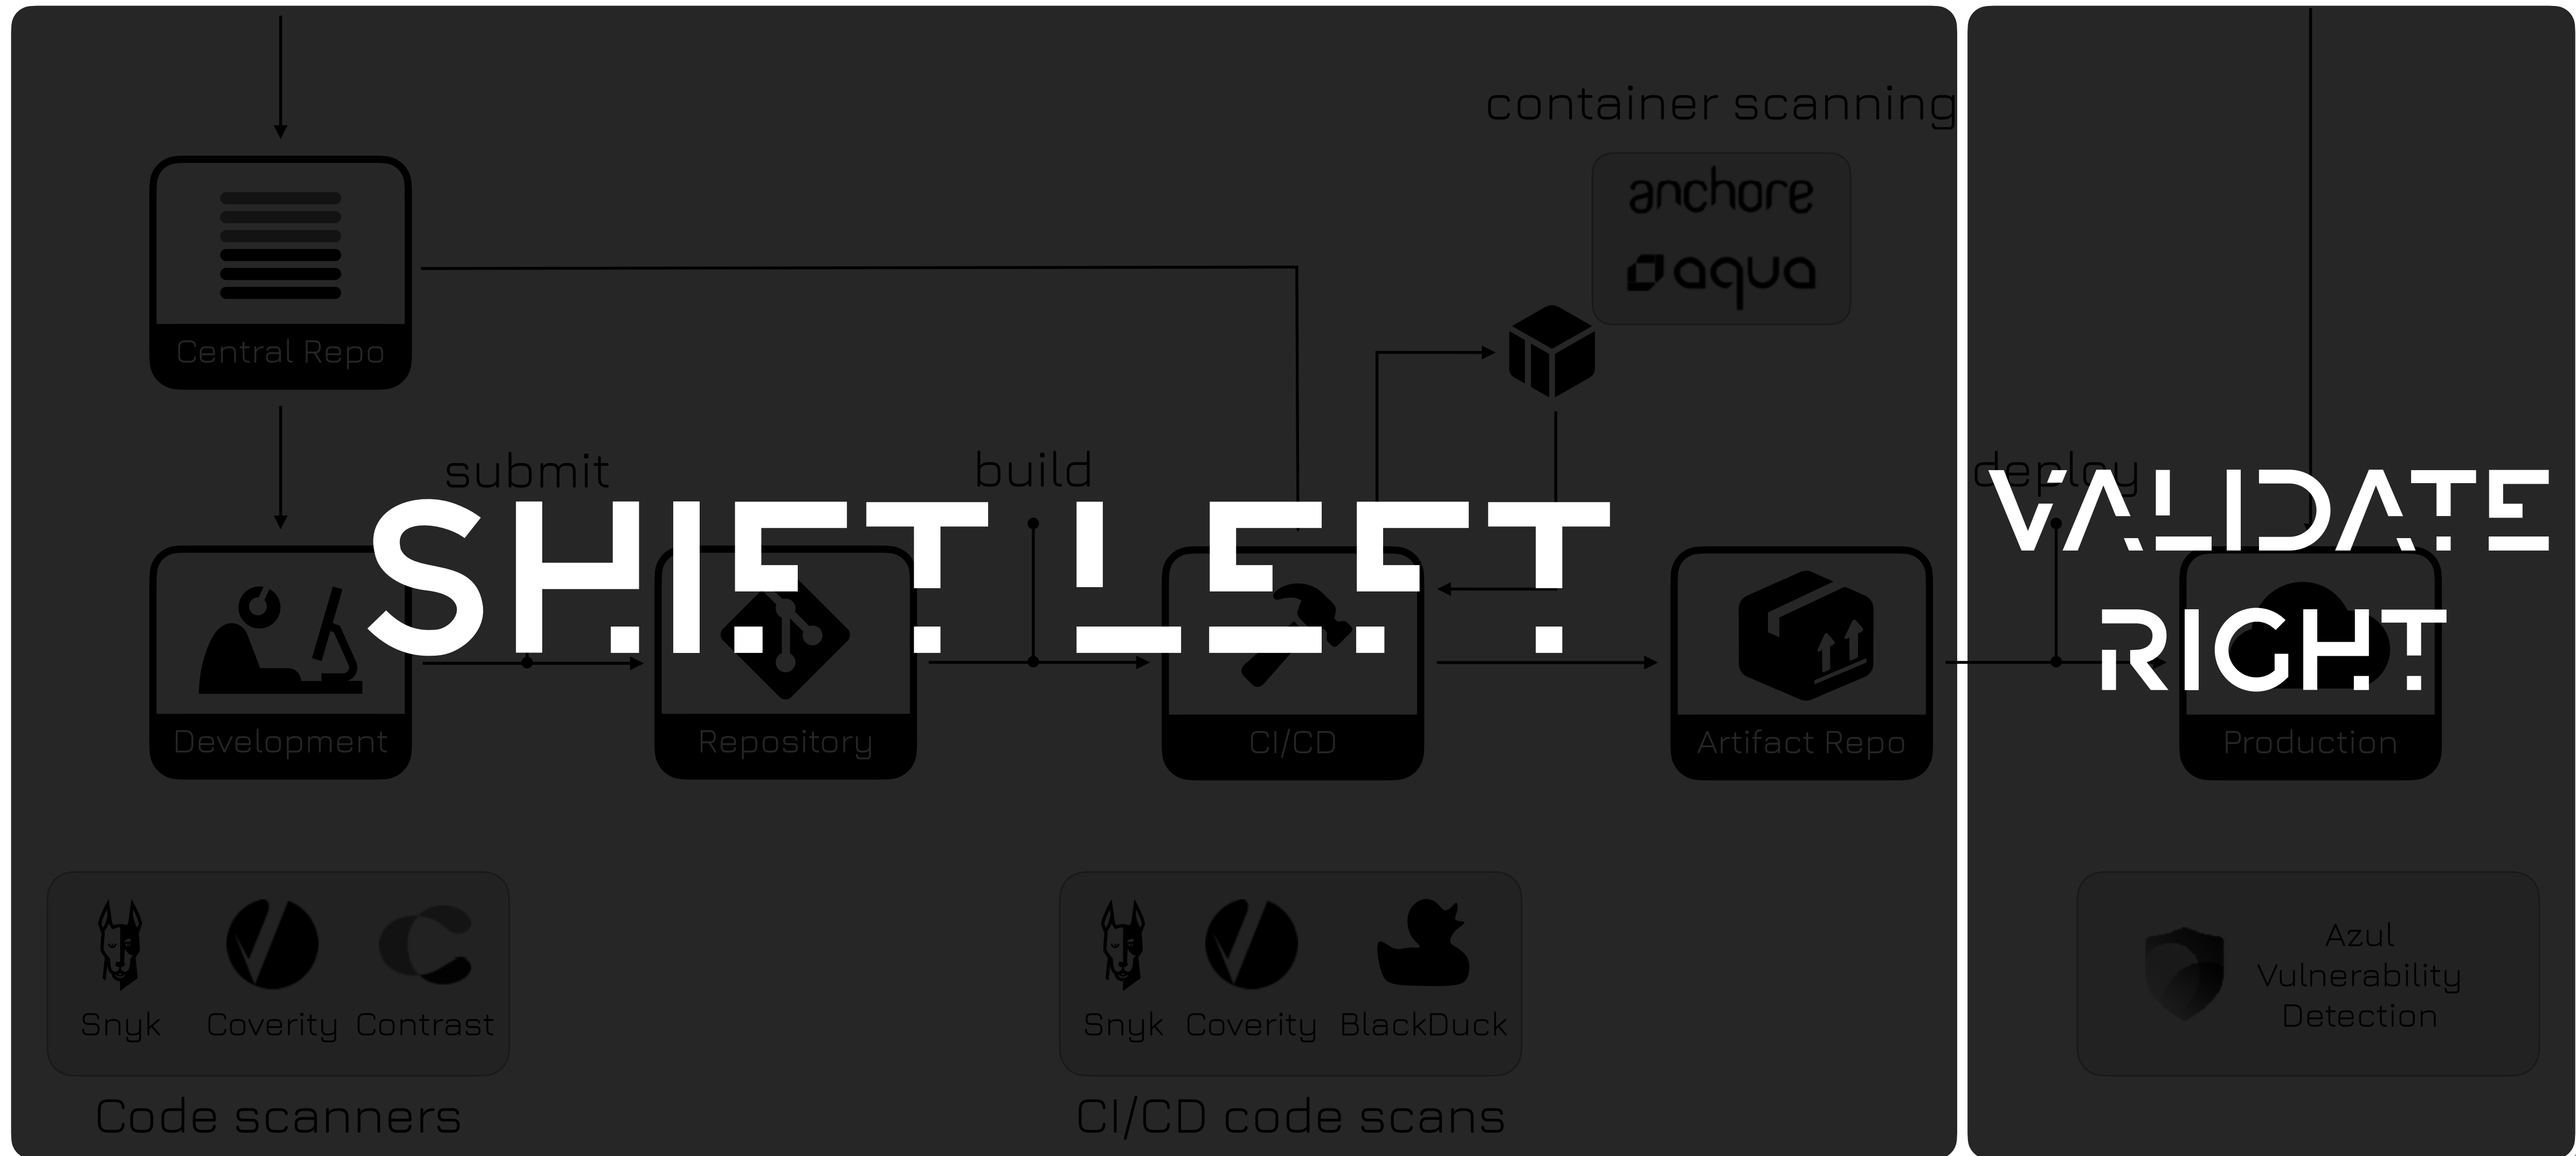 container scanning
anchore
aqua
Central Repo
submit
build
deploy
SHIFT LEFT
VALIDATE
RIGHT
Development
Repository
CI/CD
Artifact Repo
Production
Snyk
Coverity
Contrast
Code scanners
Snyk
Coverity
BlackDuck
CI/CD code scans
Azul
Vulnerability
Detection